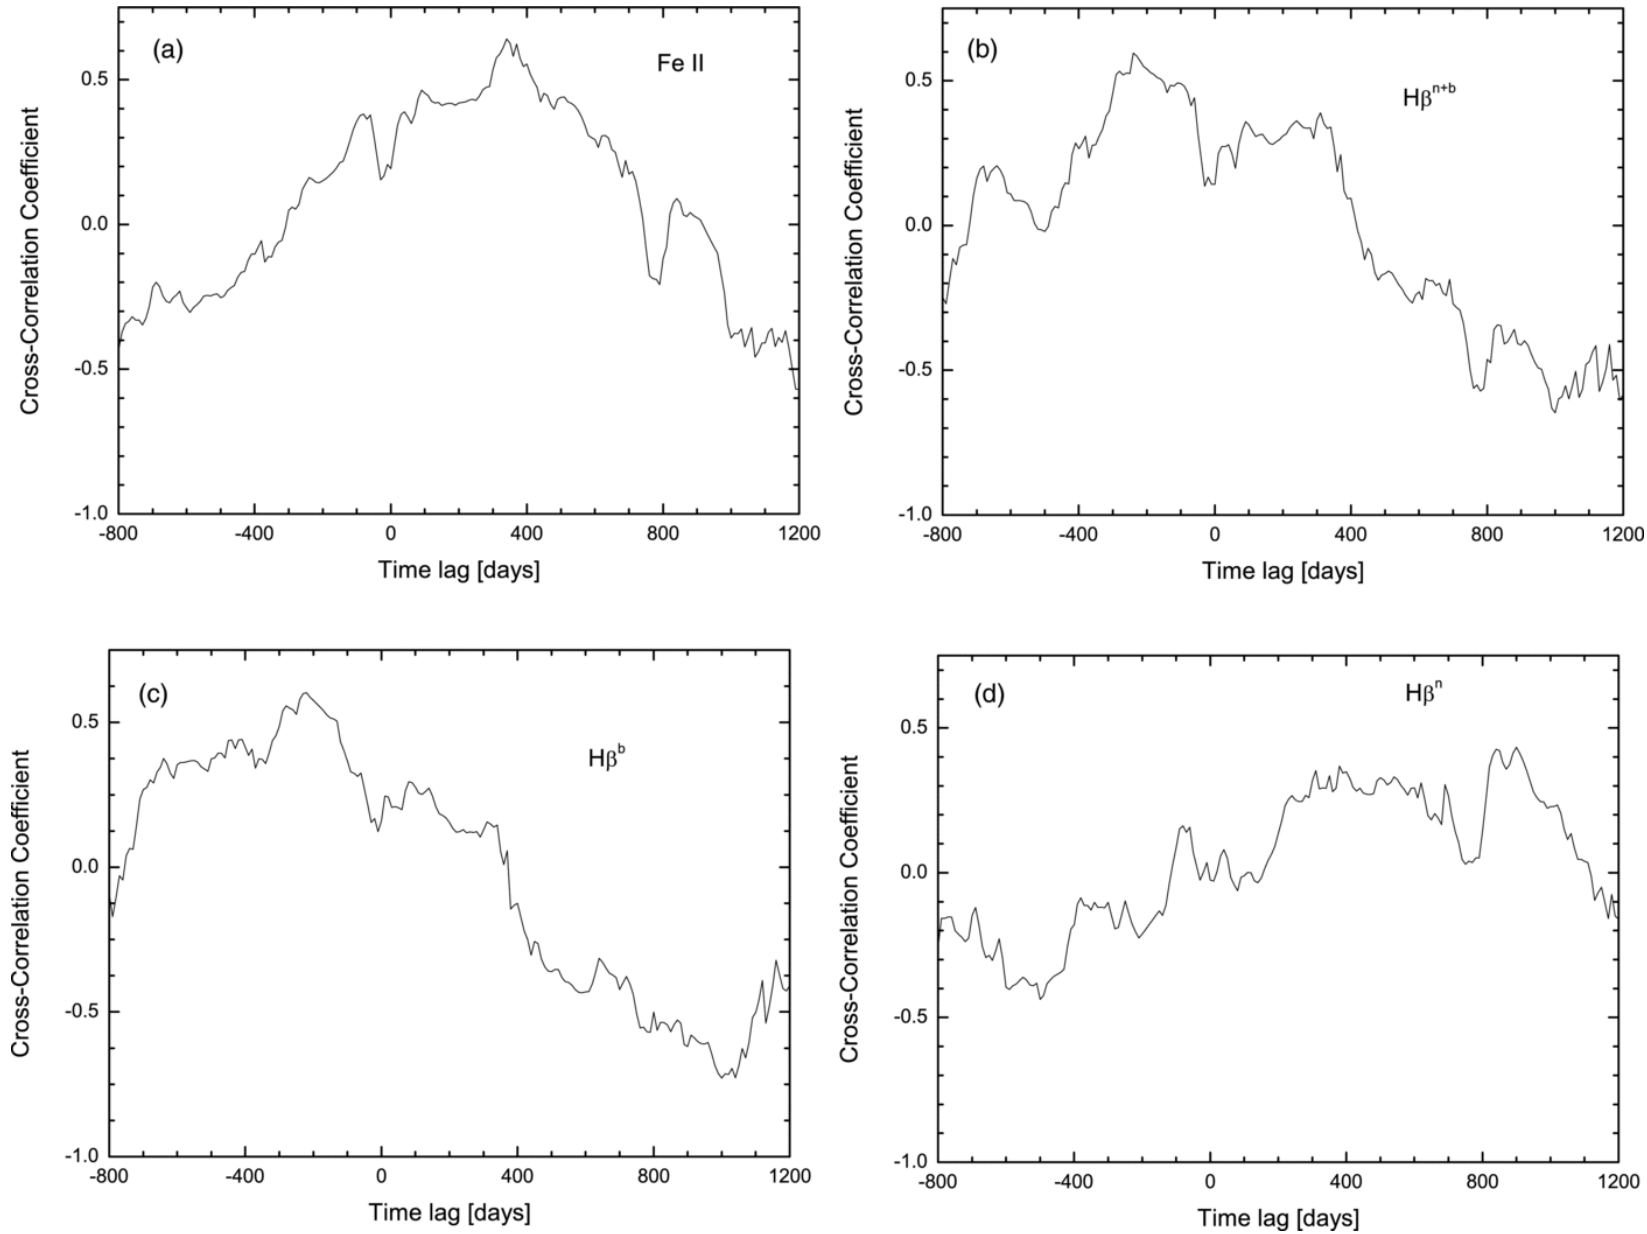 (a)
Fe II
Cross-Correlation Coefficient
0.5
0.0
-0.5
-1.0
-800 -400 0 400 800 1200
Time lag [days]
(b)
Hβⁿ⁺ᵇ
Cross-Correlation Coefficient
0.5
0.0
-0.5
-1.0
-800 -400 0 400 800 1200
Time lag [days]
(c)
Hβᵇ
Cross-Correlation Coefficient
0.5
0.0
-0.5
-1.0
-800 -400 0 400 800 1200
Time lag [days]
(d)
Hβⁿ
Cross-Correlation Coefficient
0.5
0.0
-0.5
-1.0
-800 -400 0 400 800 1200
Time lag [days]